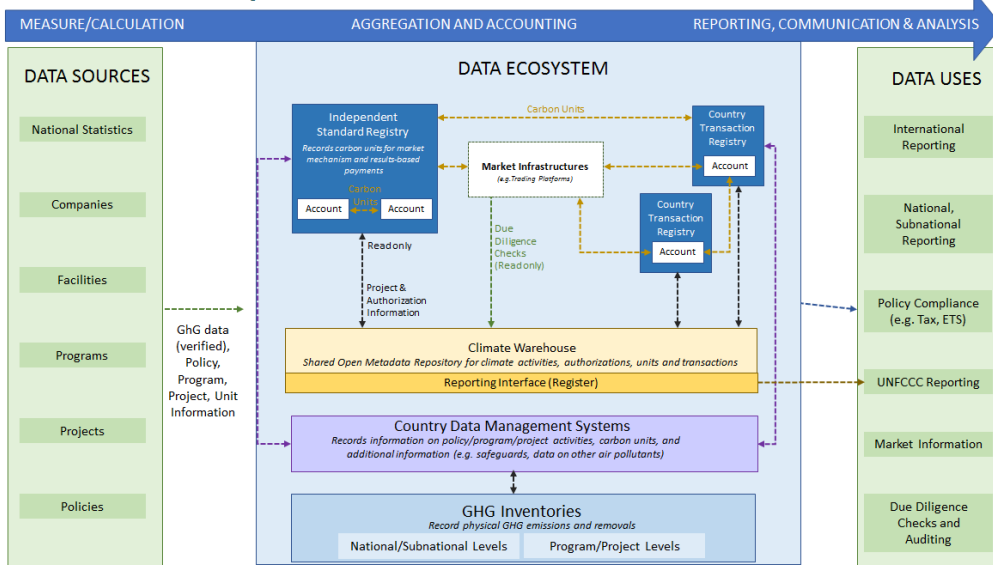 MEASURE/CALCULATION
AGGREGATION AND ACCOUNTING
REPORTING, COMMUNICATION & ANALYSIS
DATA SOURCES
National Statistics
Companies
Facilities
Programs
Projects
Policies
GhG data
(verified),
Policy,
Program,
Project, Unit
Information
DATA ECOSYSTEM
Independent
Standard Registry
Records carbon units for market
mechanism and results-based
payments
Carbon
Units
Account
Account
Carbon Units
Market Infrastructures
(e.g.Trading Platforms)
Country
Transaction
Registry
Account
Country
Transaction
Registry
Account
Read only
Project &
Authorization
Information
Due
Diligence
Checks
(Read only)
Climate Warehouse
Shared Open Metadata Repository for climate activities, authorizations, units and transactions
Reporting Interface (Register)
Country Data Management Systems
Records information on policy/program/project activities, carbon units, and
additional information (e.g. safeguards, data on other air pollutants)
GHG Inventories
Record physical GHG emissions and removals
National/Subnational Levels
Program/Project Levels
DATA USES
International
Reporting
National,
Subnational
Reporting
Policy Compliance
(e.g. Tax, ETS)
UNFCCC Reporting
Market Information
Due Diligence
Checks and
Auditing